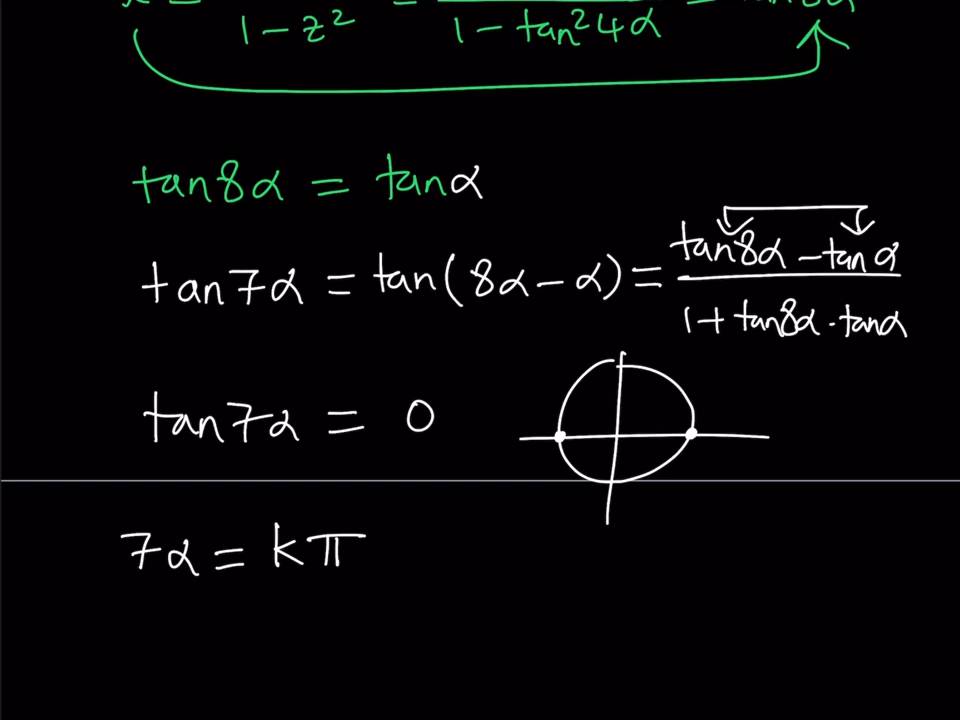 1 - z² = 1 - tan²4α =
tan8α = tanα
tan7α = tan(8α-α) = (tan8α - tanα)/(1 + tan8α · tanα)
tan7α = 0
7α = kπ